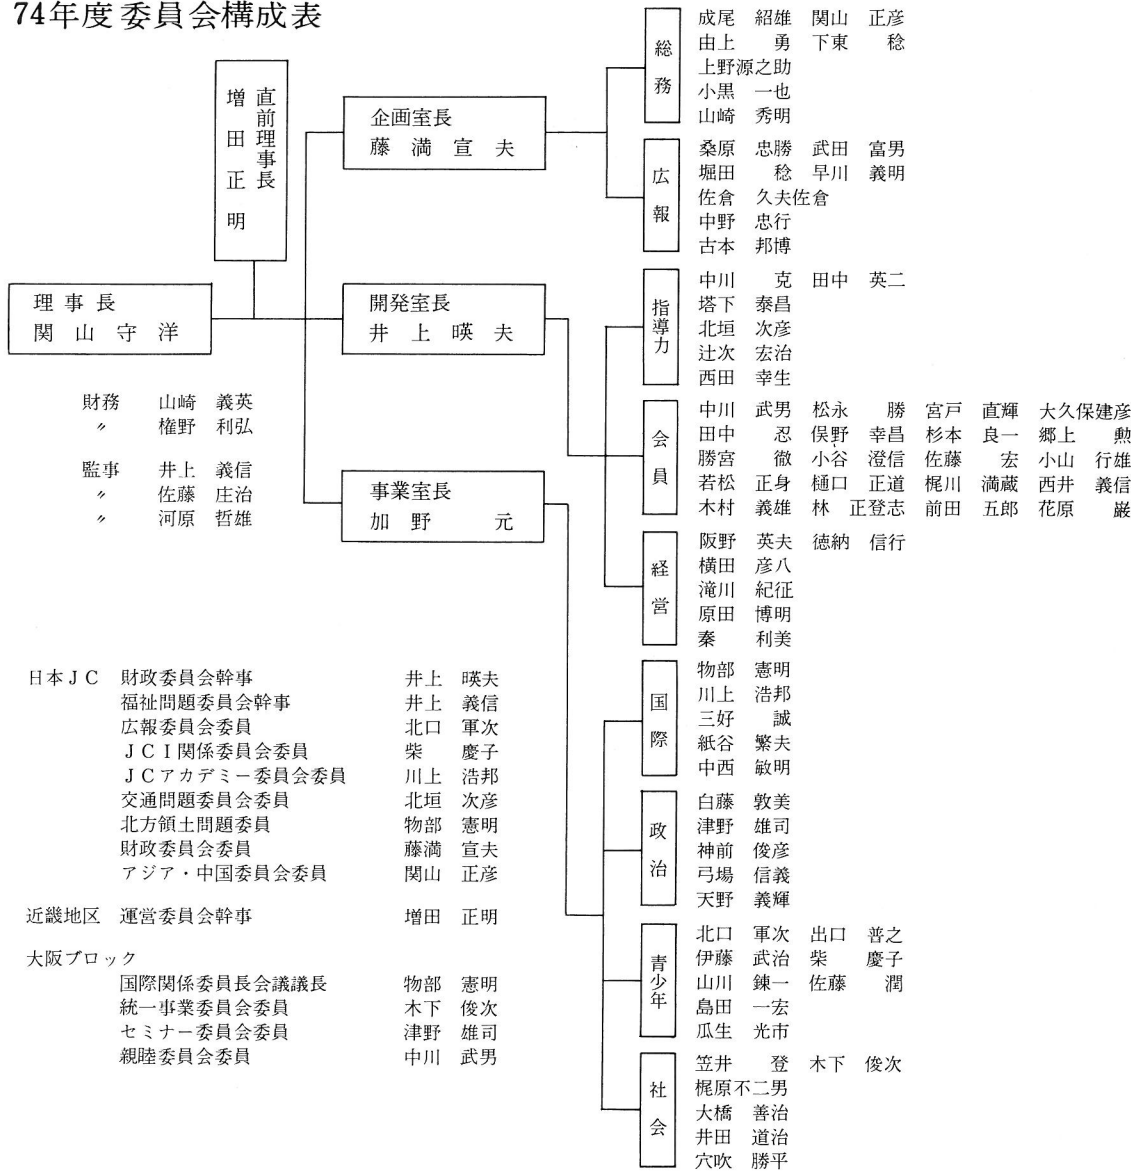 74年度委員会構成表
直前理事長
増田正明
理事長
関山守洋
財務 山崎 義英
〃 権野 利弘
監事 井上 義信
〃 佐藤 庄治
〃 河原 哲雄
企画室長
藤満宣夫
開発室長
井上暎夫
事業室長
加野 元
総務
成尾 紹雄 関山 正彦
由上 勇 下東 稔
上野源之助
小黒 一也
山崎 秀明
広報
桑原 忠勝 武田 富男
堀田 稔 早川 義明
佐倉 久夫佐倉
中野 忠行
古本 邦博
指導力
中川 克 田中 英二
塔下 泰昌
北垣 次彦
辻次 宏治
西田 幸生
会員
中川 武男 松永 勝 宮戸 直輝 大久保建彦
田中 忍 俣野 幸昌 杉本 良一 郷上 勲
勝宮 徹 小谷 澄信 佐藤 宏 小山 行雄
若松 正身 樋口 正道 梶川 満蔵 西井 義信
木村 義雄 林 正登志 前田 五郎 花原 巌
経営
阪野 英夫 徳納 信行
横田 彦八
滝川 紀征
原田 博明
秦 利美
国際
物部 憲明
川上 浩邦
三好 誠
紙谷 繁夫
中西 敏明
政治
白藤 敦美
津野 雄司
神前 俊彦
弓場 信義
天野 義輝
青少年
北口 軍次 出口 普之
伊藤 武治 柴 慶子
山川 錬一 佐藤 潤
島田 一宏
瓜生 光市
社会
笠井 登 木下 俊次
梶原不二男
大橋 善治
井田 道治
穴吹 勝平
日本JC 財政委員会幹事 井上 暎夫
福祉問題委員会幹事 井上 義信
広報委員会委員 北口 軍次
JCI関係委員会委員 柴 慶子
JCアカデミー委員会委員 川上 浩邦
交通問題委員会委員 北垣 次彦
北方領土問題委員 物部 憲明
財政委員会委員 藤満 宣夫
アジア・中国委員会委員 関山 正彦
近畿地区 運営委員会幹事 増田 正明
大阪ブロック
国際関係委員長会議議長 物部 憲明
統一事業委員会委員 木下 俊次
セミナー委員会委員 津野 雄司
親睦委員会委員 中川 武男